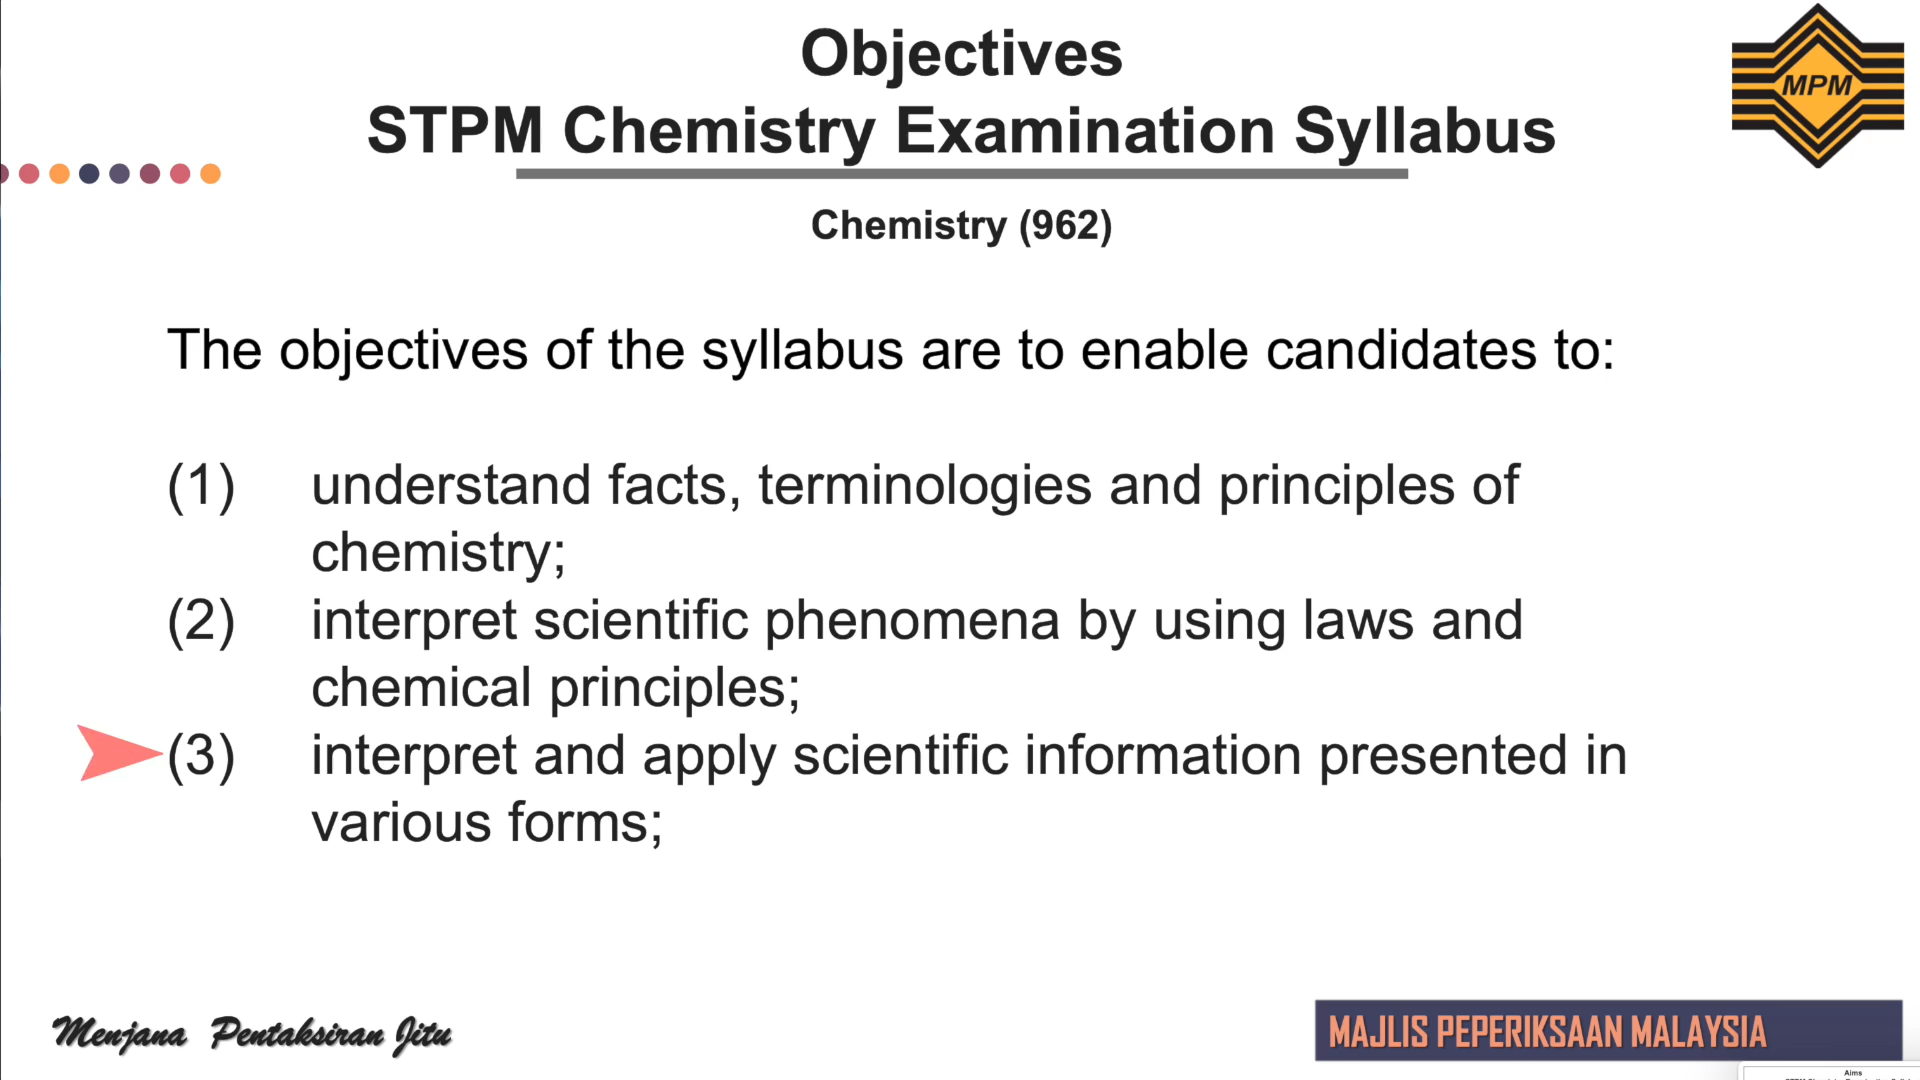 Objectives
STPM Chemistry Examination Syllabus
MPM
Chemistry (962)
The objectives of the syllabus are to enable candidates to:
(1) understand facts, terminologies and principles of
chemistry;
(2) interpret scientific phenomena by using laws and
chemical principles;
(3) interpret and apply scientific information presented in
various forms;
Menjana Pentaksiran Jitu
MAJLIS PEPERIKSAAN MALAYSIA
Aims